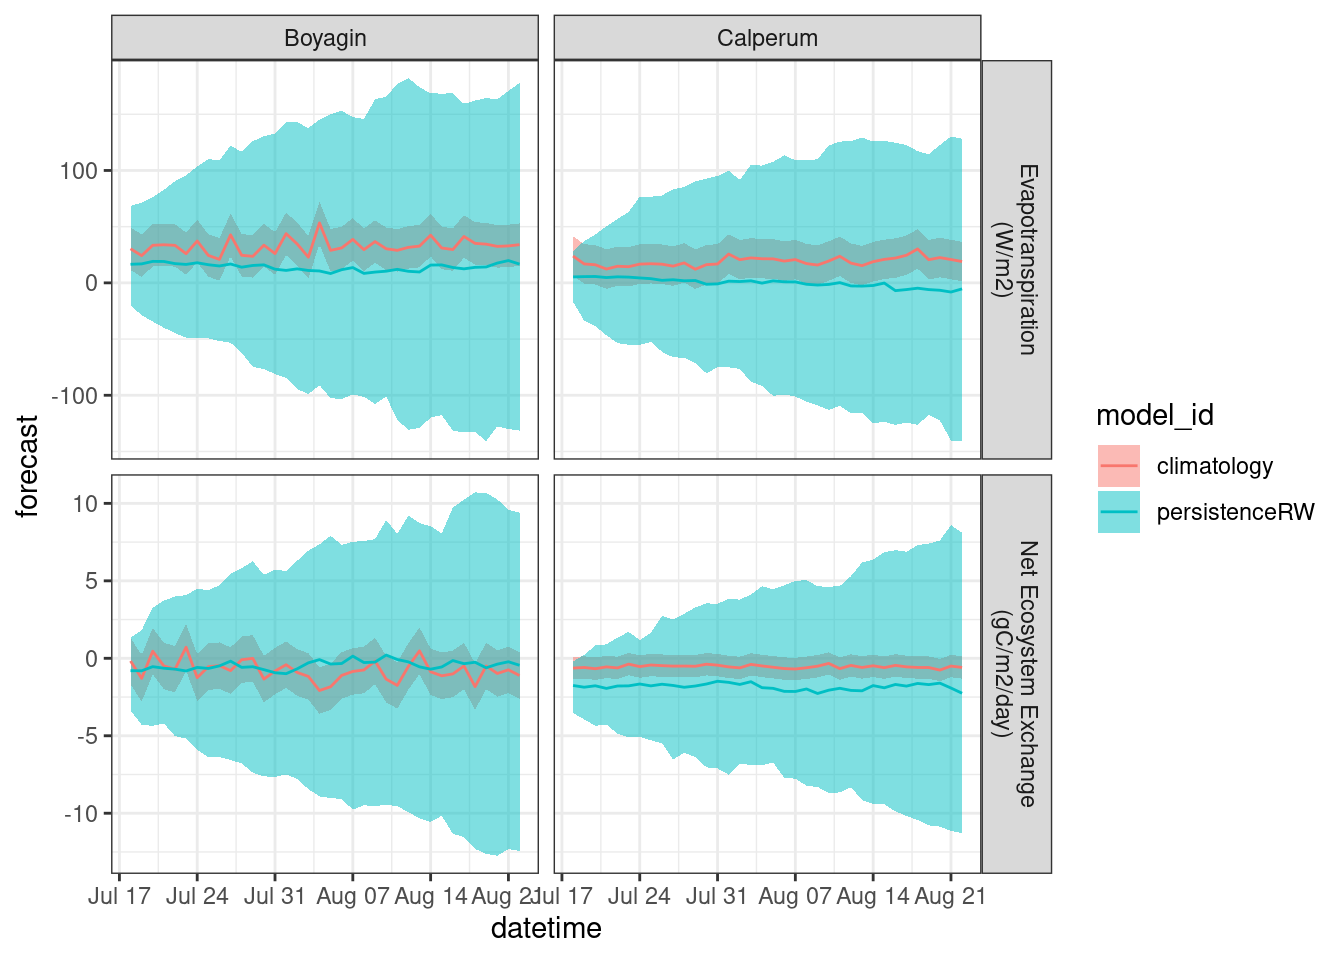 Boyagin
Calperum
100
0
-100
Evapotranspiration
(W/m2)
10
5
0
-5
-10
Net Ecosystem Exchange
(gC/m2/day)
forecast
Jul 17
Jul 24
Jul 31
Aug 07
Aug 14
Aug 21
Jul 17
Jul 24
Jul 31
Aug 07
Aug 14
Aug 21
datetime
model_id
climatology
persistenceRW